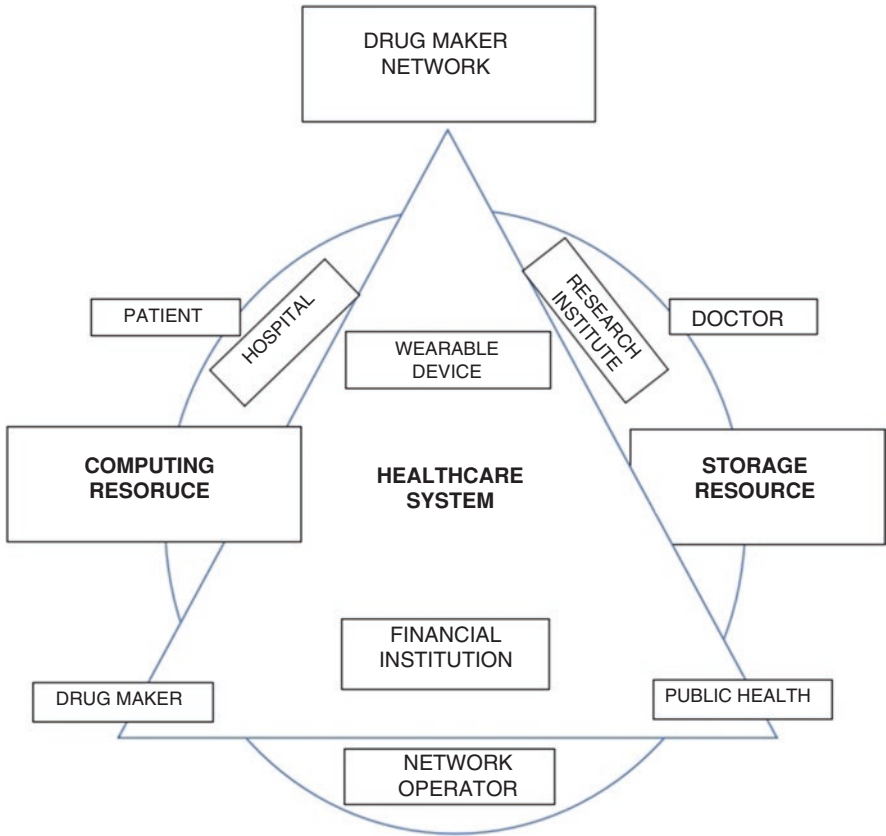 DRUG MAKER
NETWORK
PATIENT
HOSPITAL
RESEARCH
INSTITUTE
DOCTOR
WEARABLE
DEVICE
COMPUTING
RESORUCE
HEALTHCARE
SYSTEM
STORAGE
RESOURCE
FINANCIAL
INSTITUTION
DRUG MAKER
PUBLIC HEALTH
NETWORK
OPERATOR